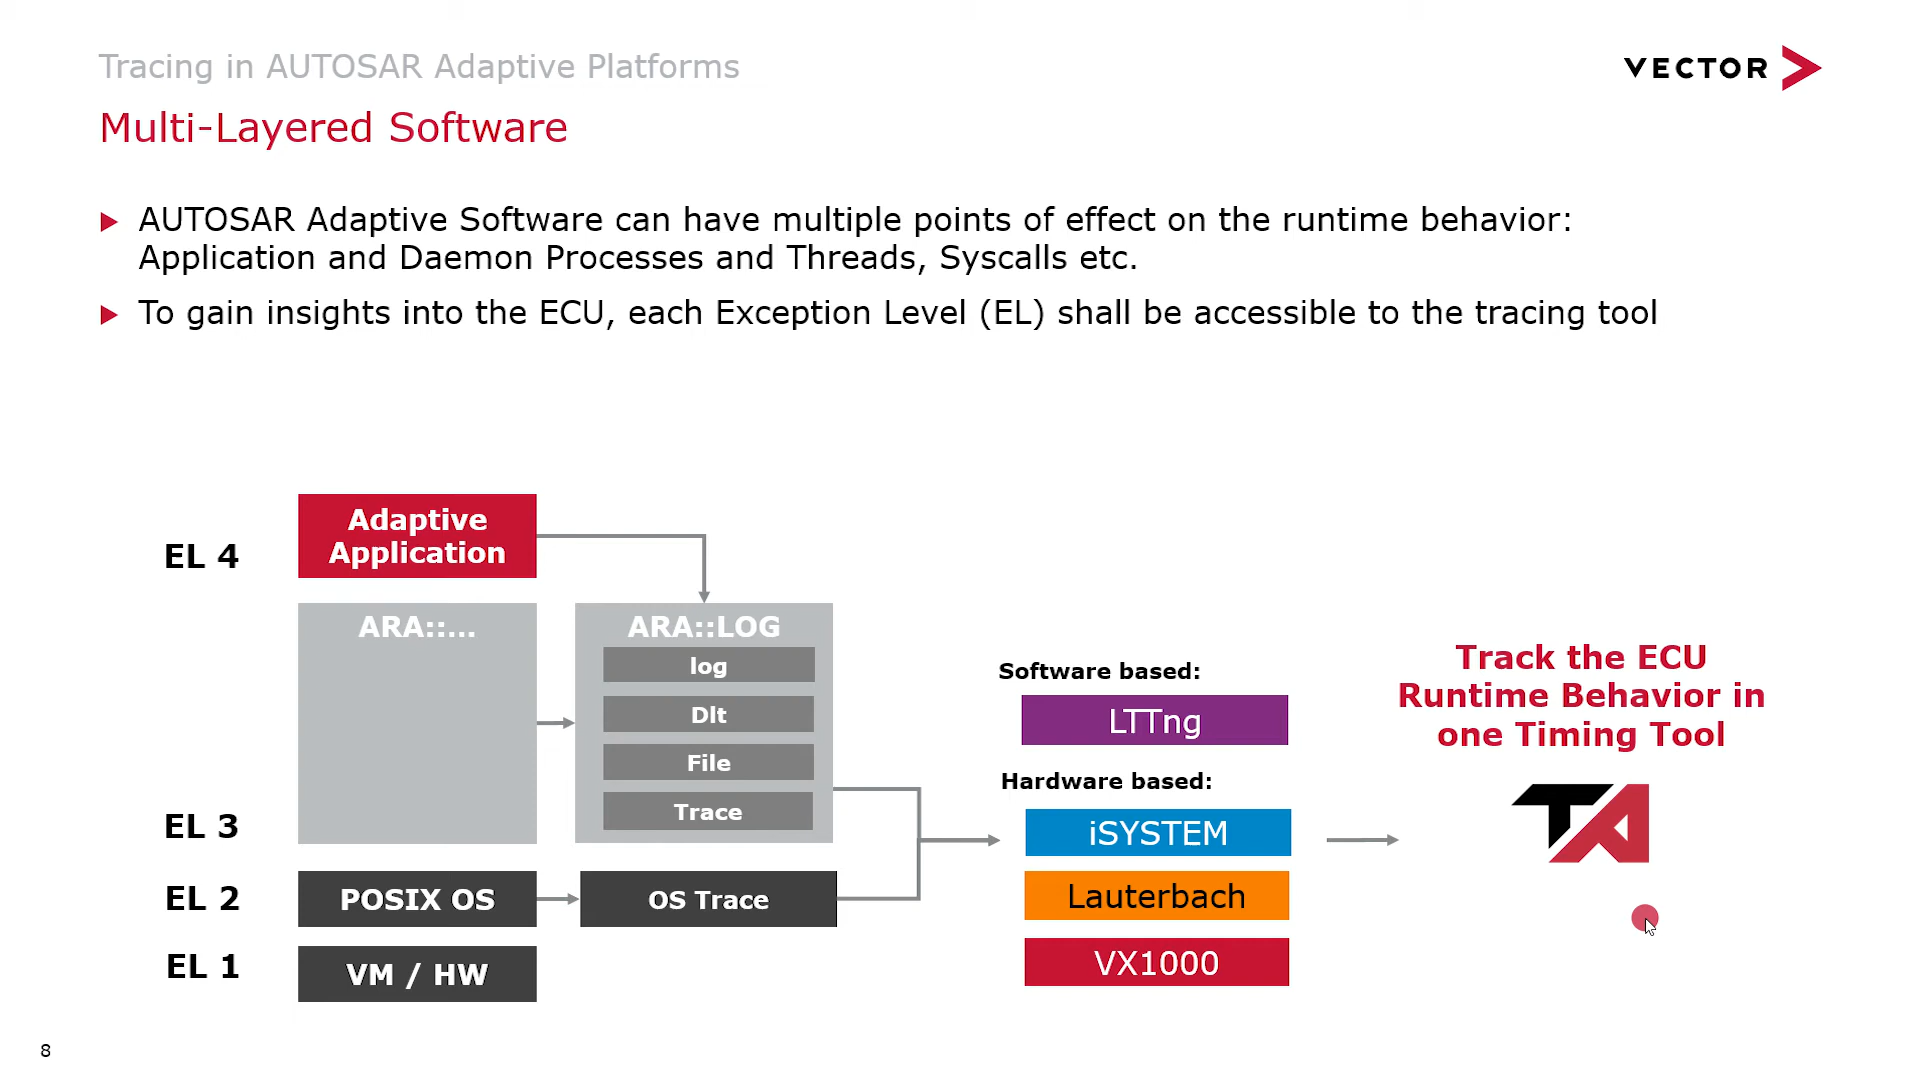 Tracing in AUTOSAR Adaptive Platforms
VECTOR
Multi-Layered Software
AUTOSAR Adaptive Software can have multiple points of effect on the runtime behavior:
Application and Daemon Processes and Threads, Syscalls etc.
To gain insights into the ECU, each Exception Level (EL) shall be accessible to the tracing tool
EL 4
Adaptive
Application
ARA::...
ARA::LOG
log
Dlt
File
Trace
EL 3
EL 2
POSIX OS
OS Trace
EL 1
VM / HW
Software based:
LTTng
Hardware based:
iSYSTEM
Lauterbach
VX1000
Track the ECU
Runtime Behavior in
one Timing Tool
TA
8